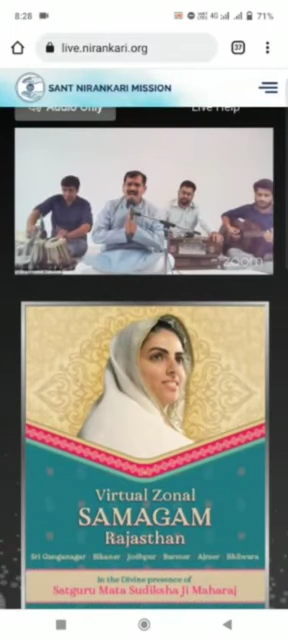 8:28
4G
71%
live.nirankari.org
37
SANT NIRANKARI MISSION
Audio Only
Live Help
zoom
Virtual Zonal
SAMAGAM
Rajasthan
Sri Ganganagar Bikaner Jodhpur Barmer Ajmer Bhilwara
In the Divine presence of
Satguru Mata Sudiksha Ji Maharaj